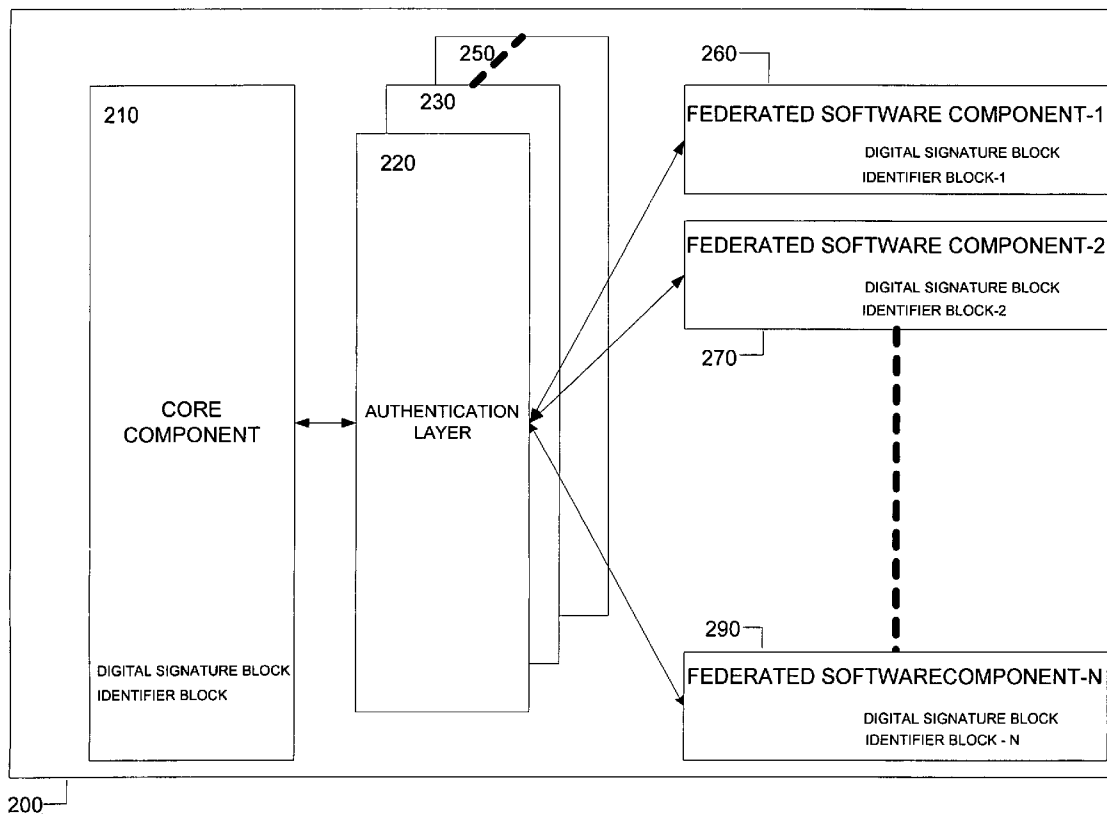 250
230
220
210
CORE
COMPONENT
DIGITAL SIGNATURE BLOCK
IDENTIFIER BLOCK
AUTHENTICATION
LAYER
260
FEDERATED SOFTWARE COMPONENT-1
DIGITAL SIGNATURE BLOCK
IDENTIFIER BLOCK-1
FEDERATED SOFTWARE COMPONENT-2
DIGITAL SIGNATURE BLOCK
IDENTIFIER BLOCK-2
270
290
FEDERATED SOFTWARECOMPONENT-N
DIGITAL SIGNATURE BLOCK
IDENTIFIER BLOCK - N
200